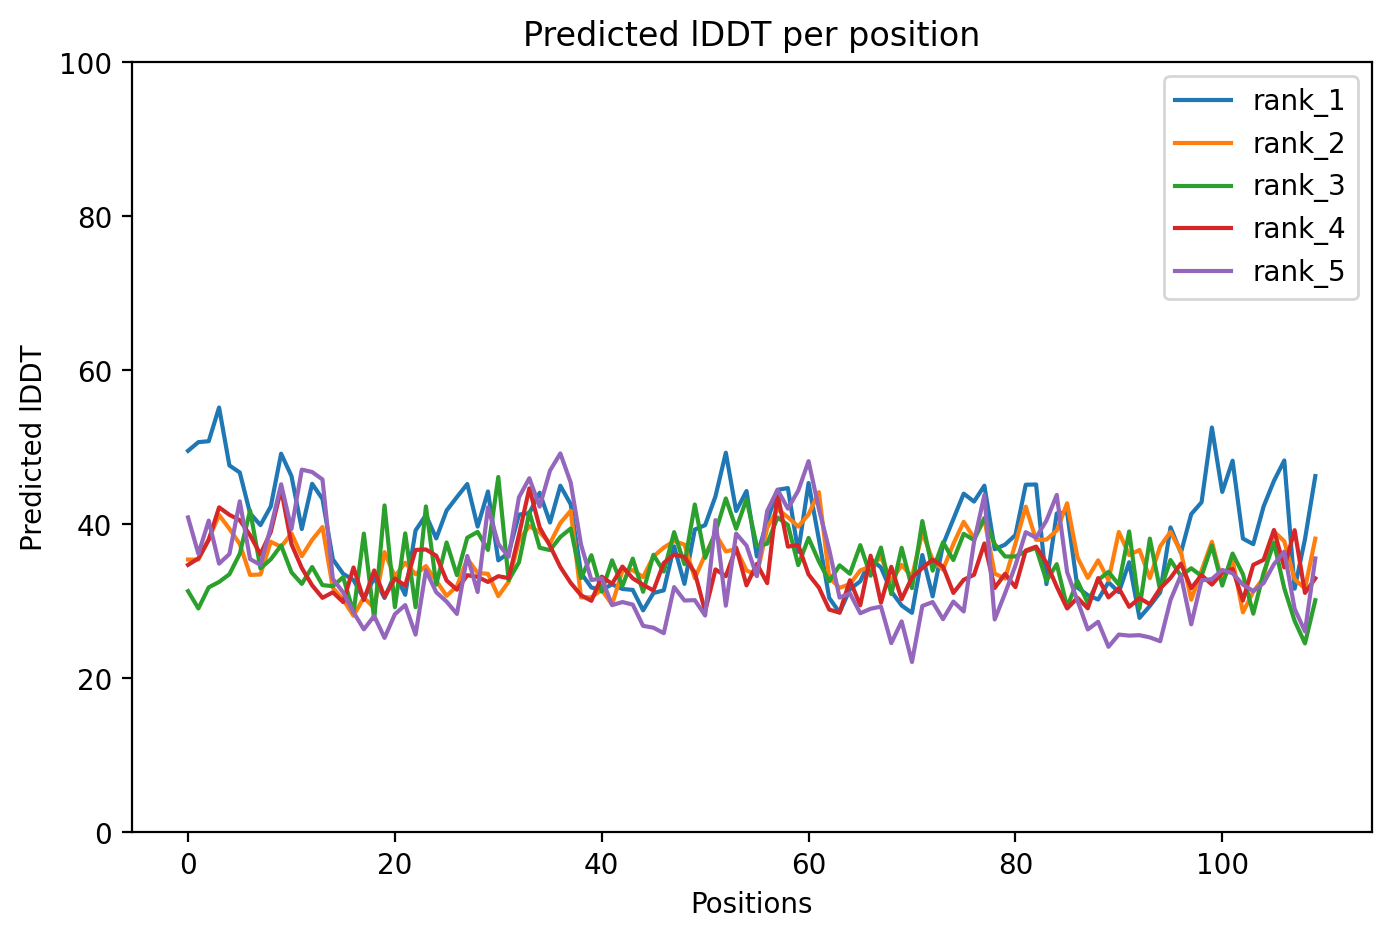 Predicted lDDT per position
100
80
60
40
20
0
Predicted lDDT
0 20 40 60 80 100
Positions
rank_1
rank_2
rank_3
rank_4
rank_5